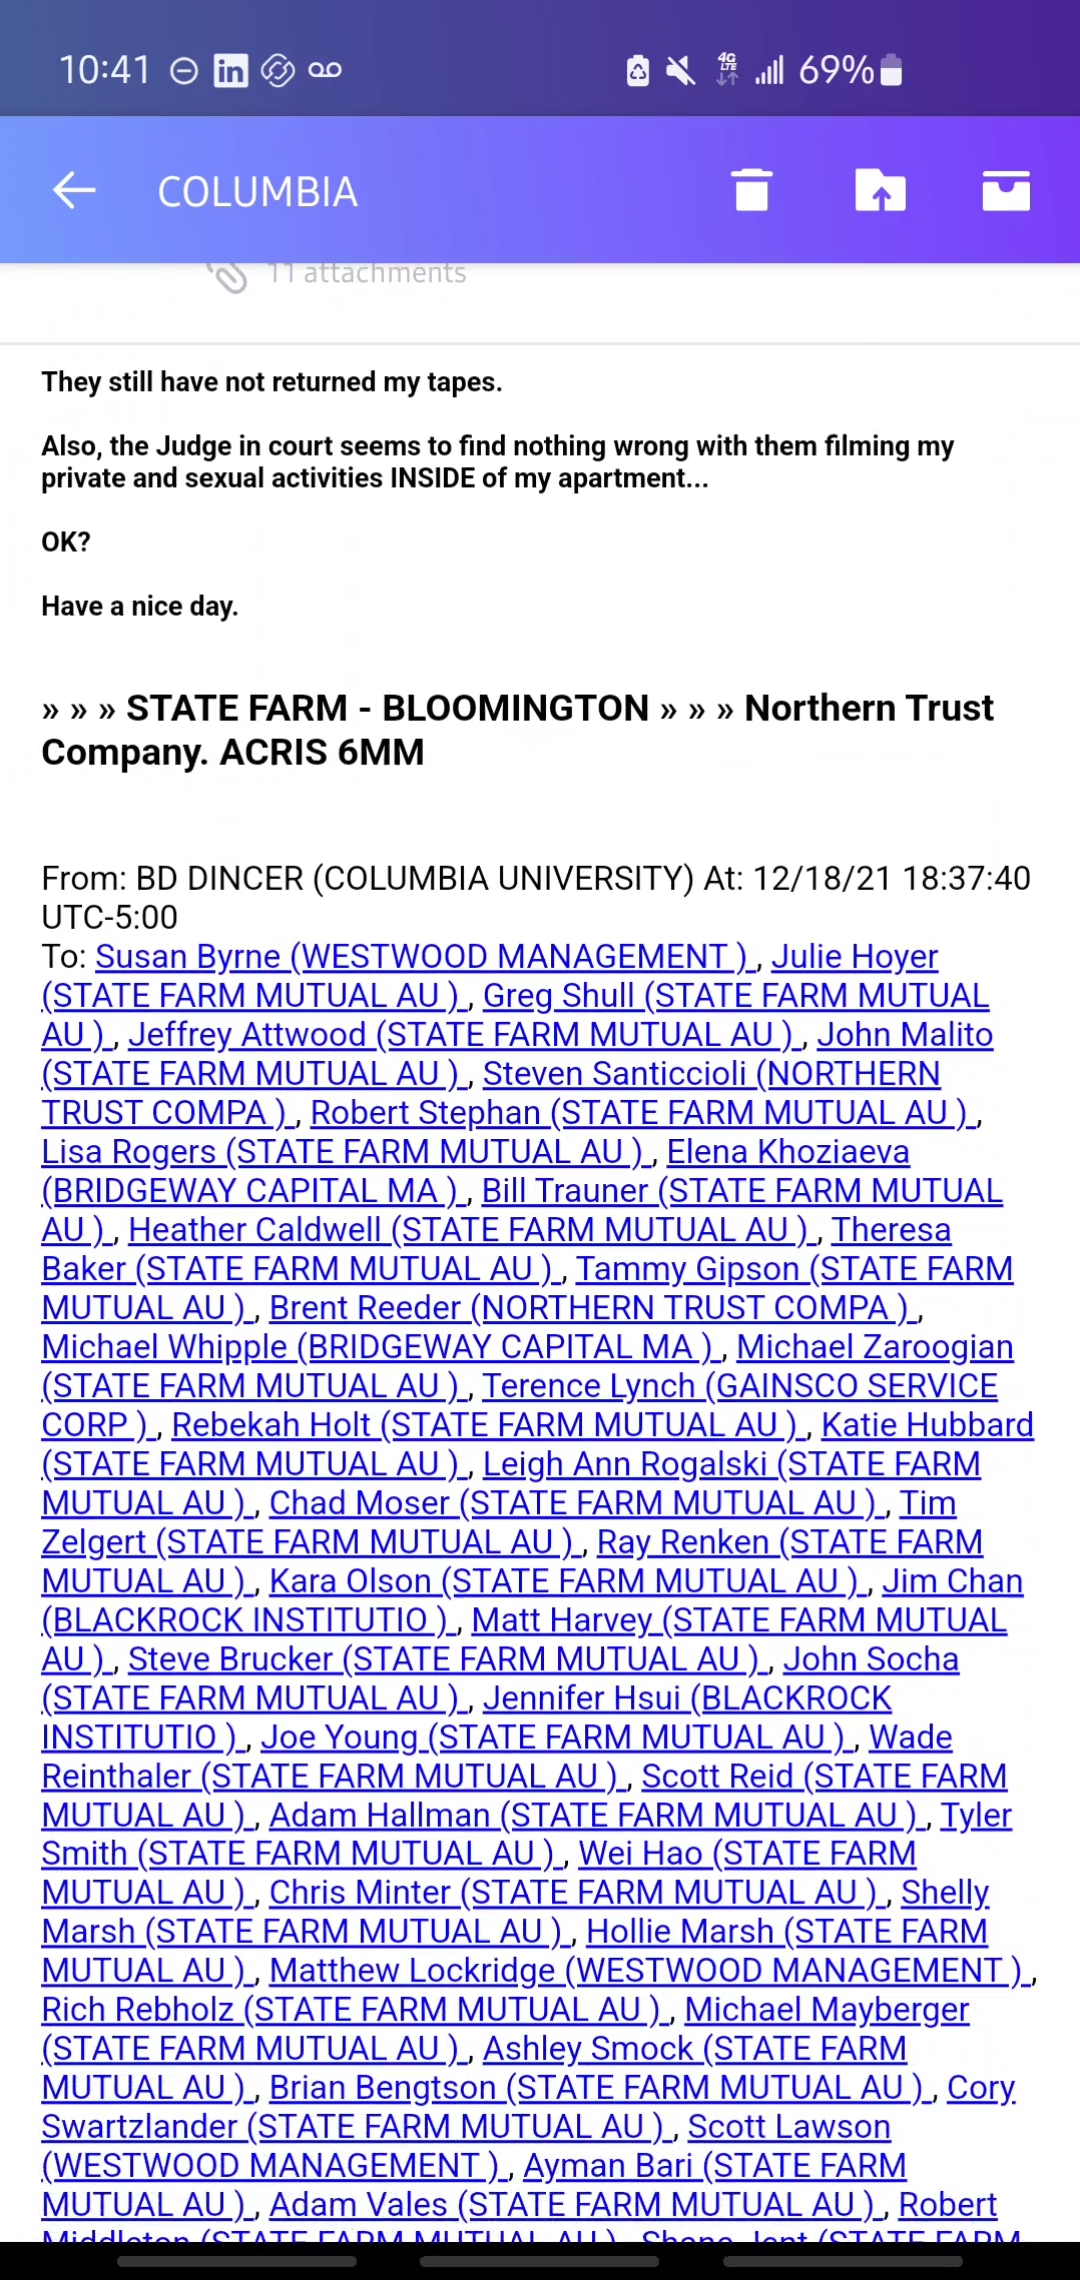 10:41 69%
COLUMBIA
11 attachments
They still have not returned my tapes.
Also, the Judge in court seems to find nothing wrong with them filming my
private and sexual activities INSIDE of my apartment...
OK?
Have a nice day.
» » » STATE FARM - BLOOMINGTON » » » Northern Trust
Company. ACRIS 6MM
From: BD DINCER (COLUMBIA UNIVERSITY) At: 12/18/21 18:37:40
UTC-5:00
To: Susan Byrne (WESTWOOD MANAGEMENT ) , Julie Hoyer
(STATE FARM MUTUAL AU ) , Greg Shull (STATE FARM MUTUAL
AU ) , Jeffrey Attwood (STATE FARM MUTUAL AU ) , John Malito
(STATE FARM MUTUAL AU ) , Steven Santiccioli (NORTHERN
TRUST COMPA ) , Robert Stephan (STATE FARM MUTUAL AU ) ,
Lisa Rogers (STATE FARM MUTUAL AU ) , Elena Khoziaeva
(BRIDGEWAY CAPITAL MA ) , Bill Trauner (STATE FARM MUTUAL
AU ) , Heather Caldwell (STATE FARM MUTUAL AU ) , Theresa
Baker (STATE FARM MUTUAL AU ) , Tammy Gipson (STATE FARM
MUTUAL AU ) , Brent Reeder (NORTHERN TRUST COMPA ) ,
Michael Whipple (BRIDGEWAY CAPITAL MA ) , Michael Zaroogian
(STATE FARM MUTUAL AU ) , Terence Lynch (GAINSCO SERVICE
CORP ) , Rebekah Holt (STATE FARM MUTUAL AU ) , Katie Hubbard
(STATE FARM MUTUAL AU ) , Leigh Ann Rogalski (STATE FARM
MUTUAL AU ) , Chad Moser (STATE FARM MUTUAL AU ) , Tim
Zelgert (STATE FARM MUTUAL AU ) , Ray Renken (STATE FARM
MUTUAL AU ) , Kara Olson (STATE FARM MUTUAL AU ) , Jim Chan
(BLACKROCK INSTITUTIO ) , Matt Harvey (STATE FARM MUTUAL
AU ) , Steve Brucker (STATE FARM MUTUAL AU ) , John Socha
(STATE FARM MUTUAL AU ) , Jennifer Hsui (BLACKROCK
INSTITUTIO ) , Joe Young (STATE FARM MUTUAL AU ) , Wade
Reinthaler (STATE FARM MUTUAL AU ) , Scott Reid (STATE FARM
MUTUAL AU ) , Adam Hallman (STATE FARM MUTUAL AU ) , Tyler
Smith (STATE FARM MUTUAL AU ) , Wei Hao (STATE FARM
MUTUAL AU ) , Chris Minter (STATE FARM MUTUAL AU ) , Shelly
Marsh (STATE FARM MUTUAL AU ) , Hollie Marsh (STATE FARM
MUTUAL AU ) , Matthew Lockridge (WESTWOOD MANAGEMENT ) ,
Rich Rebholz (STATE FARM MUTUAL AU ) , Michael Mayberger
(STATE FARM MUTUAL AU ) , Ashley Smock (STATE FARM
MUTUAL AU ) , Brian Bengtson (STATE FARM MUTUAL AU ) , Cory
Swartzlander (STATE FARM MUTUAL AU ) , Scott Lawson
(WESTWOOD MANAGEMENT ) , Ayman Bari (STATE FARM
MUTUAL AU ) , Adam Vales (STATE FARM MUTUAL AU ) , Robert
Middleton (STATE FARM MUTUAL AU ) , Shane Jent (STATE FARM